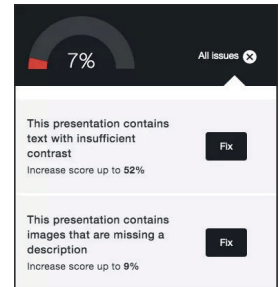 7%
All issues
This presentation contains
text with insufficient
contrast
Increase score up to 52%
Fix
This presentation contains
images that are missing a
description
Increase score up to 9%
Fix